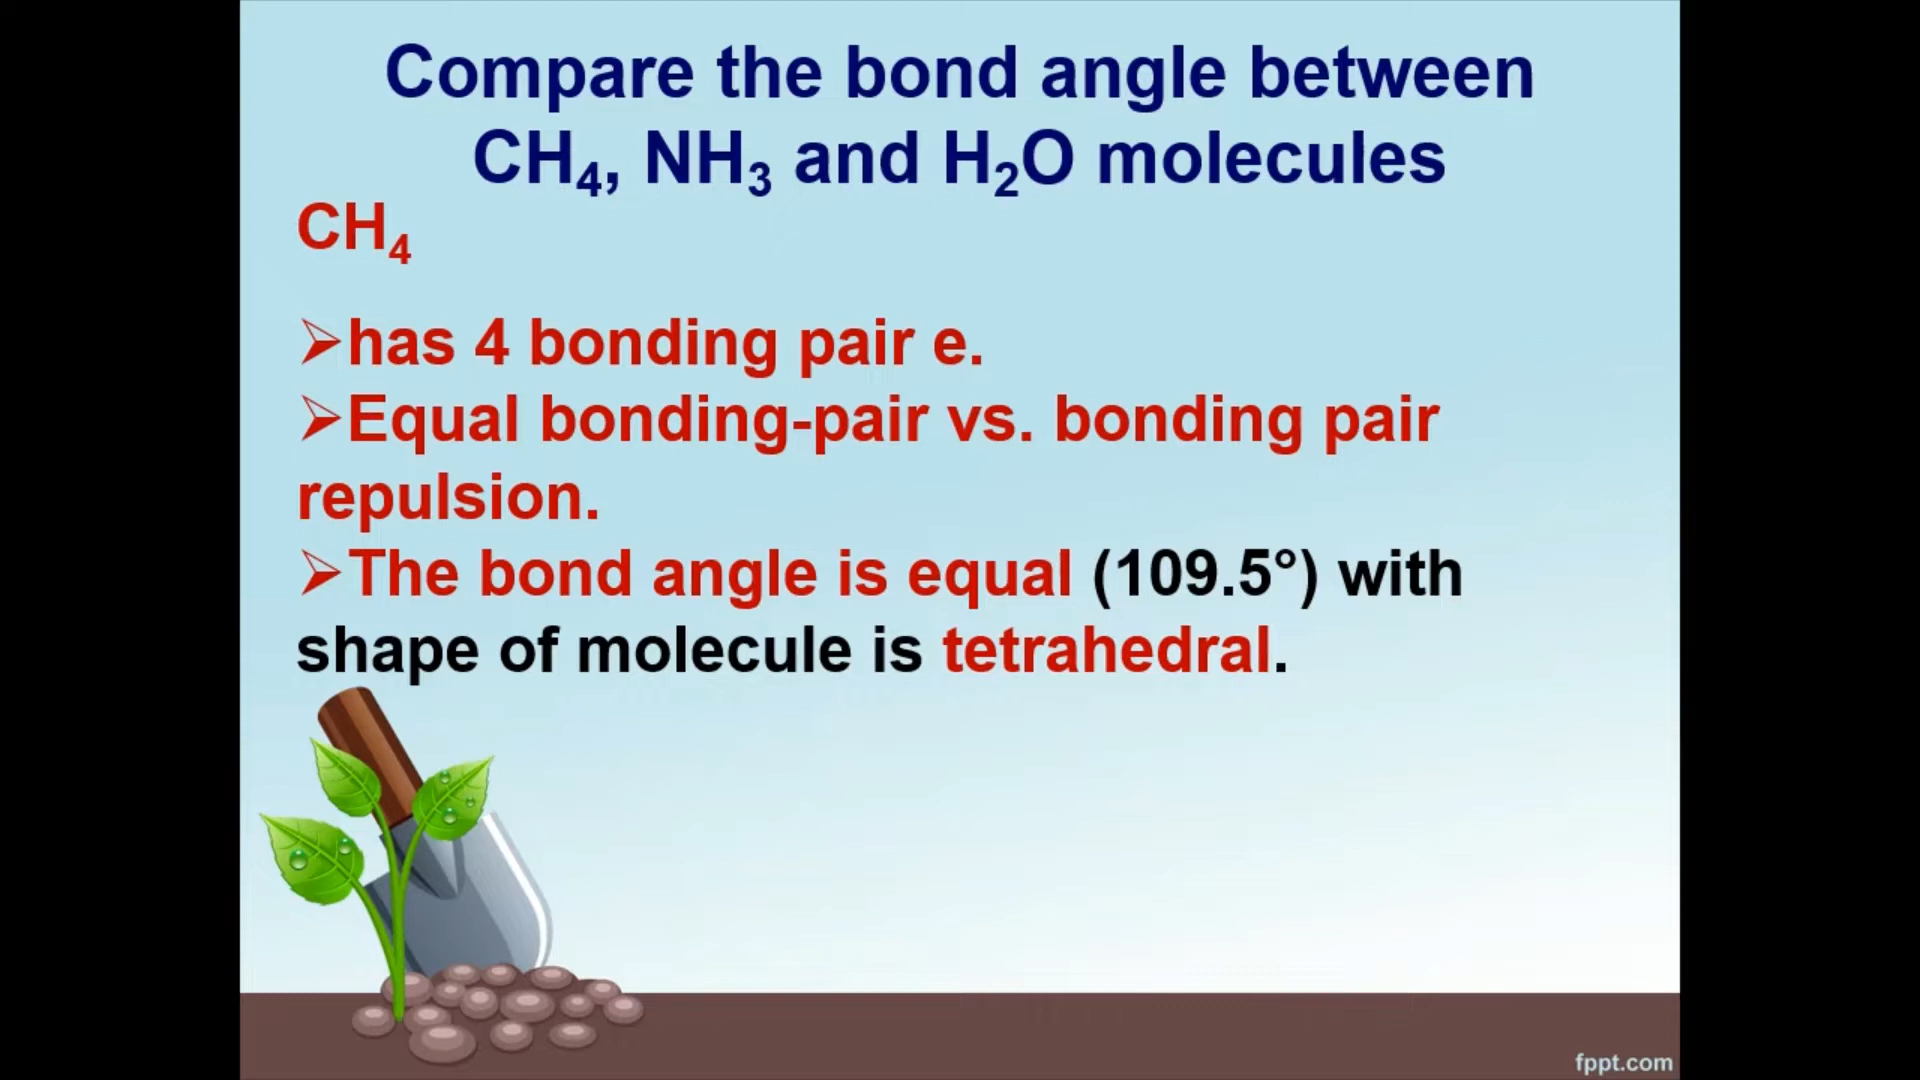 Compare the bond angle between
CH₄, NH₃ and H₂O molecules
CH₄
➢has 4 bonding pair e.
➢Equal bonding-pair vs. bonding pair
repulsion.
➢The bond angle is equal (109.5°) with
shape of molecule is tetrahedral.
fppt.com